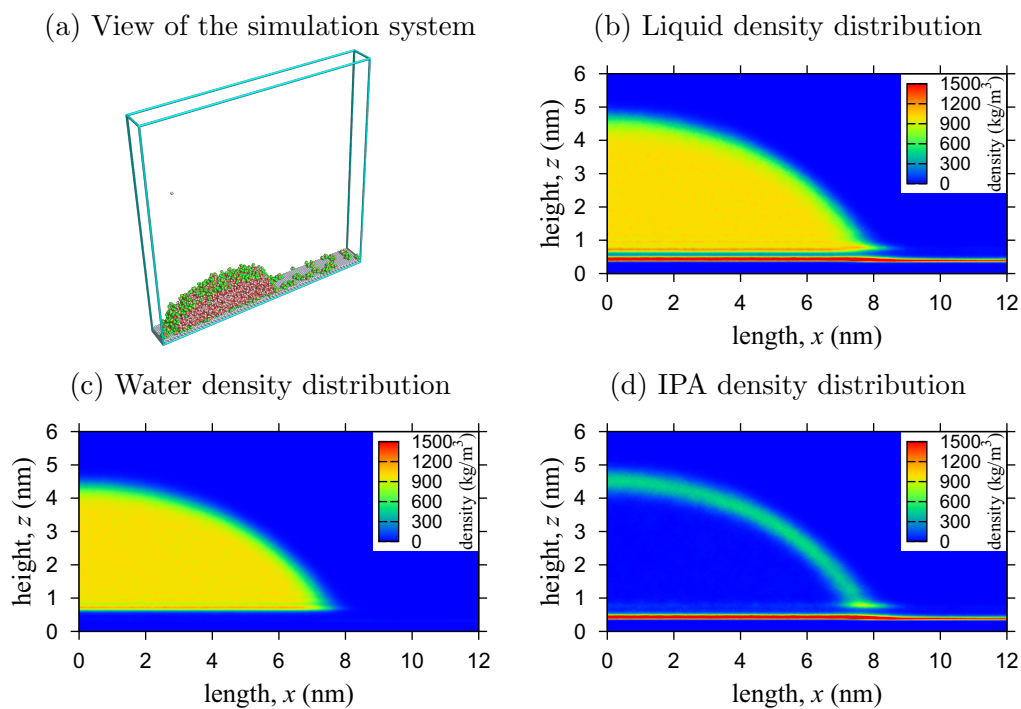 (a) View of the simulation system
(b) Liquid density distribution
6
5
4
3
2
1
0
height, z (nm)
0 2 4 6 8 10 12
length, x (nm)
1500
1200
900
600
300
0
density (kg/m³)
(c) Water density distribution
6
5
4
3
2
1
0
height, z (nm)
0 2 4 6 8 10 12
length, x (nm)
1500
1200
900
600
300
0
density (kg/m³)
(d) IPA density distribution
6
5
4
3
2
1
0
height, z (nm)
0 2 4 6 8 10 12
length, x (nm)
1500
1200
900
600
300
0
density (kg/m³)